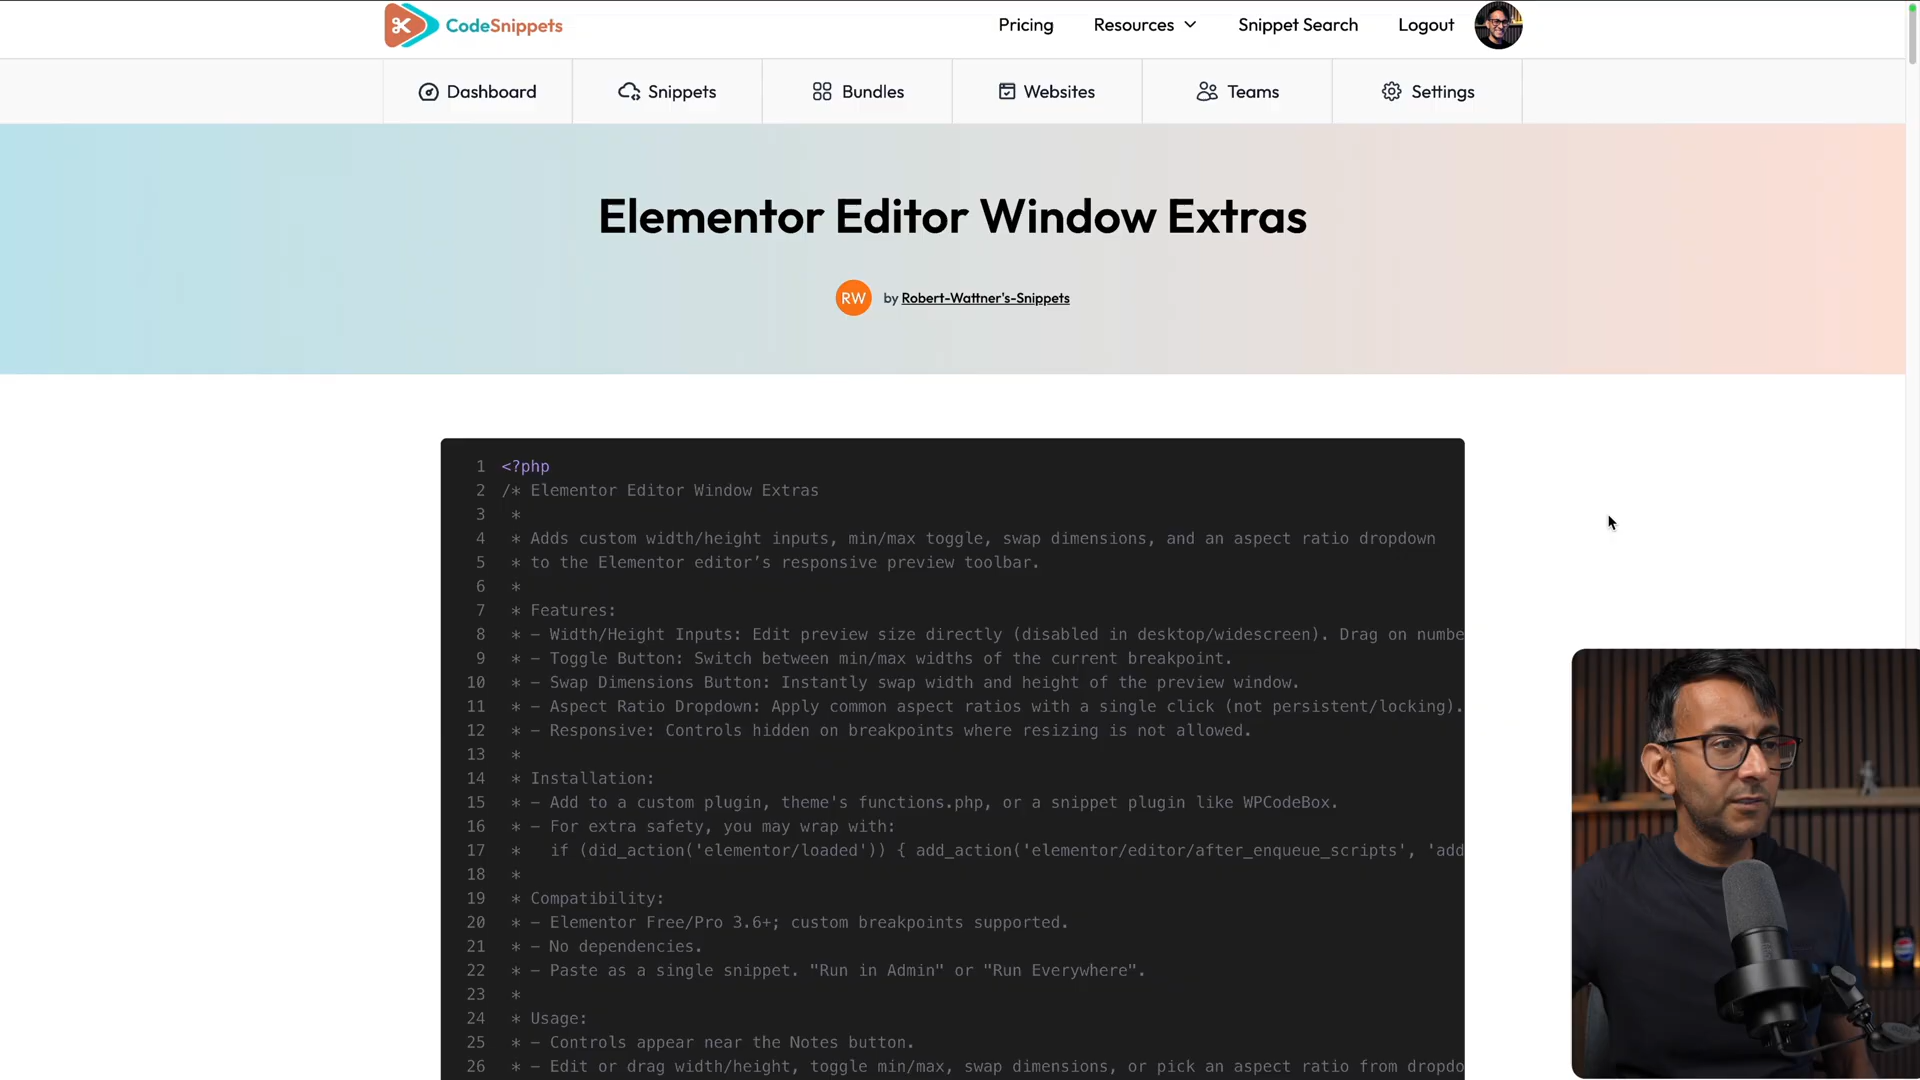 CodeSnippets
Pricing
Resources
Snippet Search
Logout
Dashboard
Snippets
Bundles
Websites
Teams
Settings
Elementor Editor Window Extras
RW by Robert-Wattner's-Snippets
1 <?php
2 /* Elementor Editor Window Extras
3 *
4 * Adds custom width/height inputs, min/max toggle, swap dimensions, and an aspect ratio dropdown
5 * to the Elementor editor’s responsive preview toolbar.
6 *
7 * Features:
8 * - Width/Height Inputs: Edit preview size directly (disabled in desktop/widescreen). Drag on numbe
9 * - Toggle Button: Switch between min/max widths of the current breakpoint.
10 * - Swap Dimensions Button: Instantly swap width and height of the preview window.
11 * - Aspect Ratio Dropdown: Apply common aspect ratios with a single click (not persistent/locking).
12 * - Responsive: Controls hidden on breakpoints where resizing is not allowed.
13 *
14 * Installation:
15 * - Add to a custom plugin, theme's functions.php, or a snippet plugin like WPCodeBox.
16 * - For extra safety, you may wrap with:
17 *   if (did_action('elementor/loaded')) { add_action('elementor/editor/after_enqueue_scripts', 'add
18 *
19 * Compatibility:
20 * - Elementor Free/Pro 3.6+; custom breakpoints supported.
21 * - No dependencies.
22 * - Paste as a single snippet. "Run in Admin" or "Run Everywhere".
23 *
24 * Usage:
25 * - Controls appear near the Notes button.
26 * - Edit or drag width/height, toggle min/max, swap dimensions, or pick an aspect ratio from dropdo